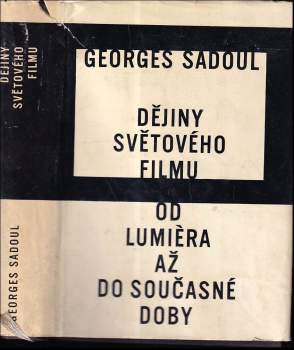 DĚJINY
SVĚTOVÉHO
FILMU
GEORGES SADOUL
GEORGES SADOUL
DĚJINY
SVĚTOVÉHO
FILMU
OD
LUMIÈRA
AŽ
DO SOUČASNÉ
DOBY